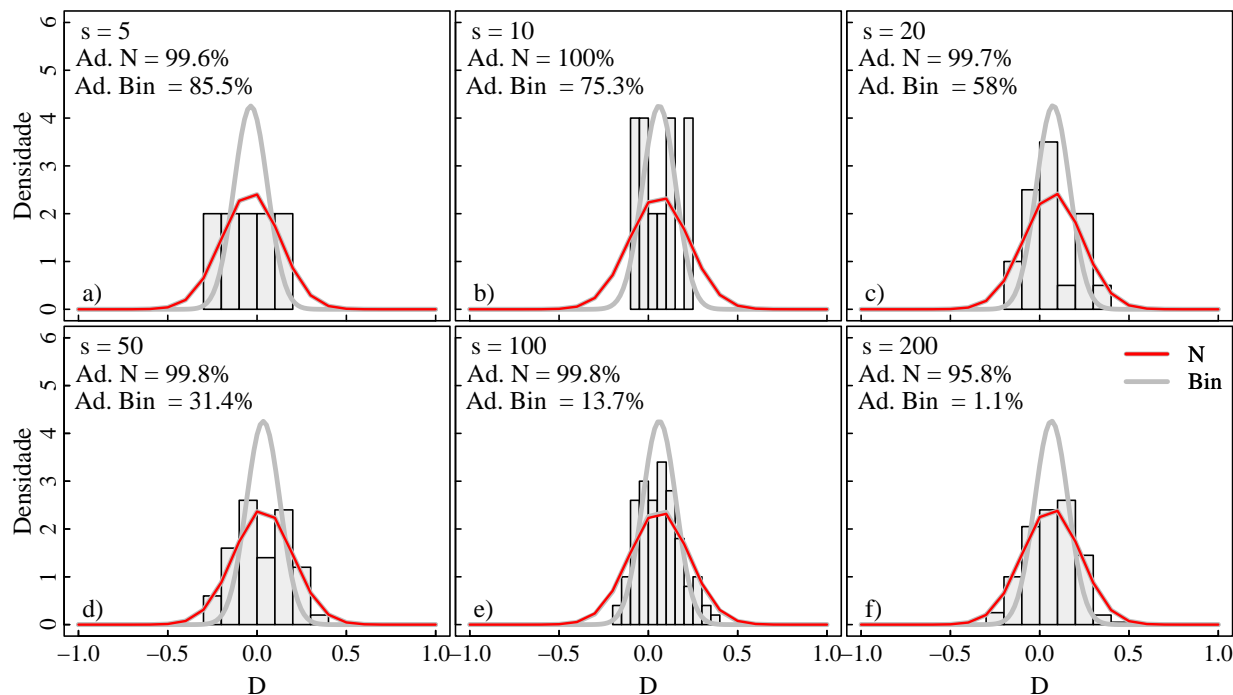 s = 5
Ad. N = 99.6%
Ad. Bin = 85.5%
a)
s = 10
Ad. N = 100%
Ad. Bin = 75.3%
b)
s = 20
Ad. N = 99.7%
Ad. Bin = 58%
c)
Densidade
0 1 2 3 4 5 6
s = 50
Ad. N = 99.8%
Ad. Bin = 31.4%
d)
s = 100
Ad. N = 99.8%
Ad. Bin = 13.7%
e)
s = 200
Ad. N = 95.8%
Ad. Bin = 1.1%
f)
N
Bin
Densidade
0 1 2 3 4 5 6
−1.0 −0.5 0.0 0.5 1.0
−1.0 −0.5 0.0 0.5 1.0
−1.0 −0.5 0.0 0.5 1.0
D
D
D